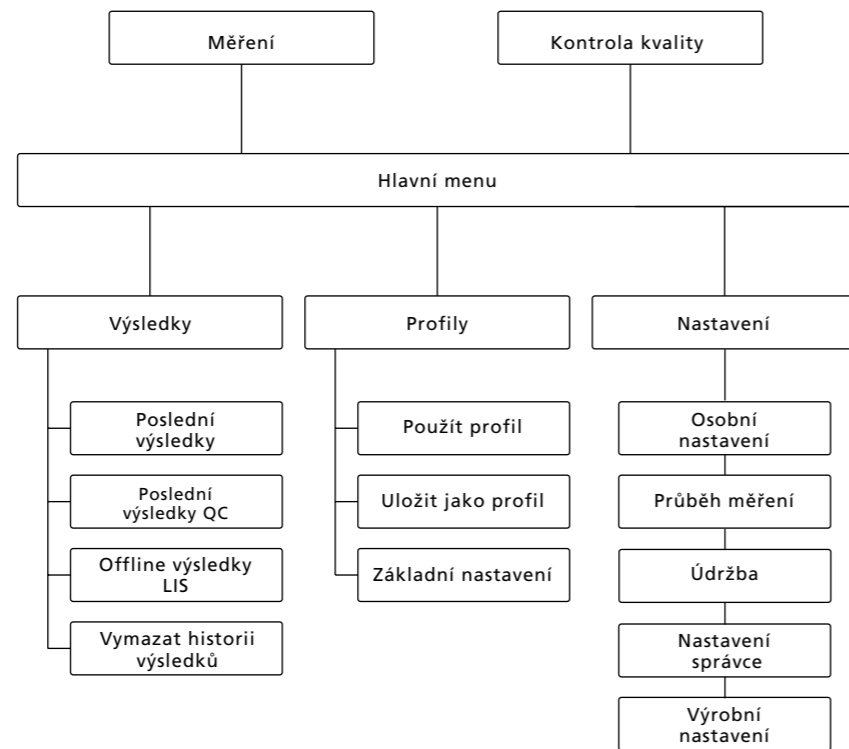 Měření
Kontrola kvality
Hlavní menu
Výsledky
Profily
Nastavení
Poslední
výsledky
Poslední
výsledky QC
Offline výsledky
LIS
Vymazat historii
výsledků
Použít profil
Uložit jako profil
Základní nastavení
Osobní
nastavení
Průběh měření
Údržba
Nastavení
správce
Výrobní
nastavení